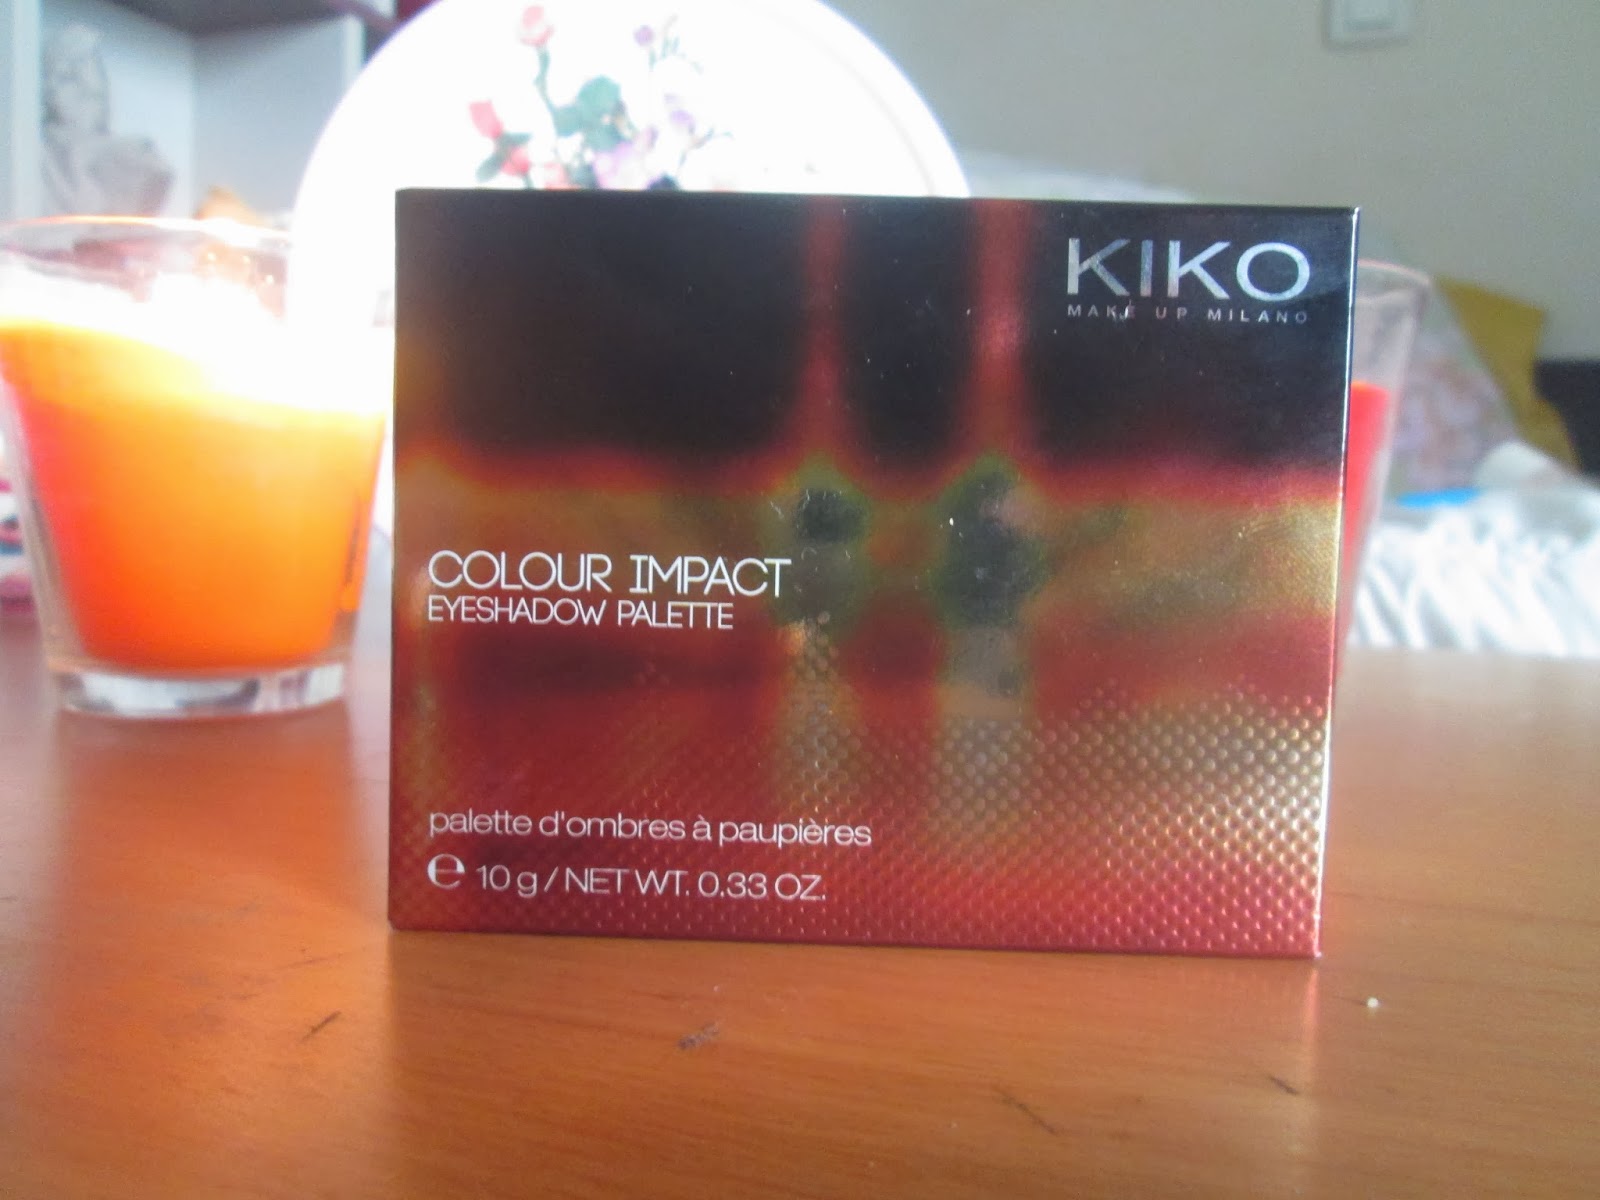 KIKO
MAKE UP MILANO
COLOUR IMPACT
EYESHADOW PALETTE
palette d'ombres à paupières
℮ 10 g / NET WT. 0.33 OZ.